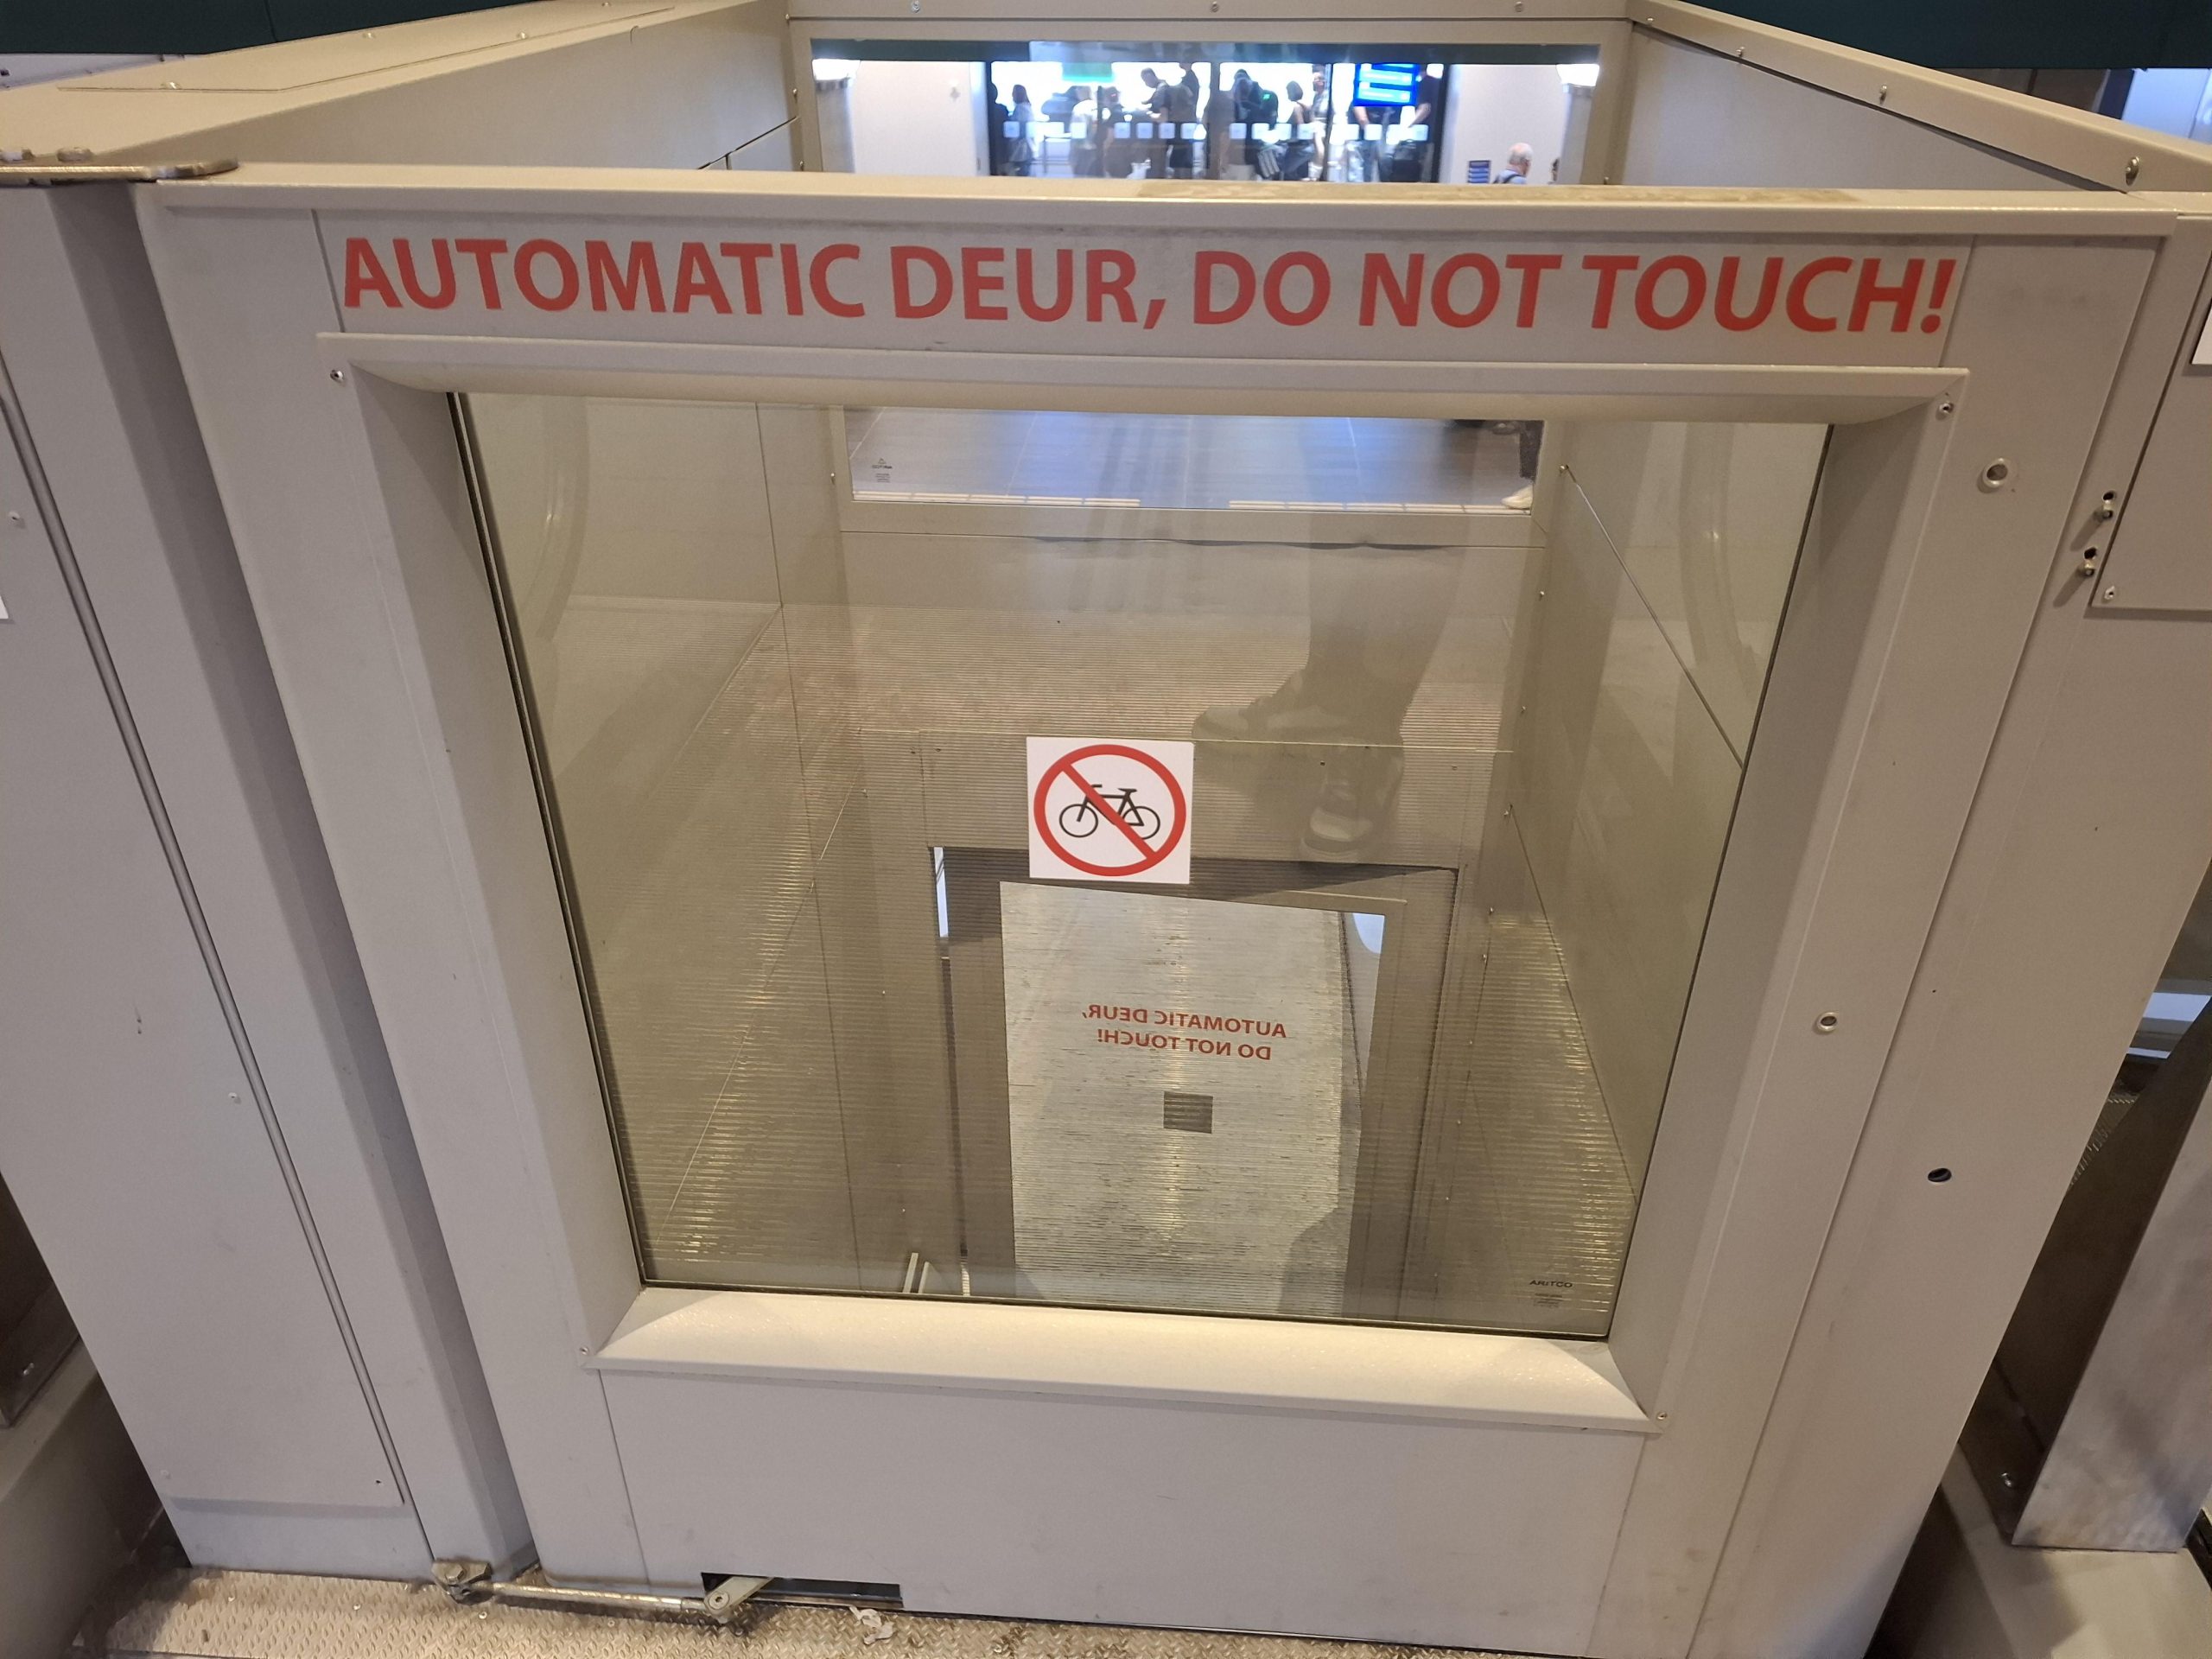 AUTOMATIC DEUR, DO NOT TOUCH!
AUTOMATIC DEUR,
DO NOT TOUCH!
ARITCO